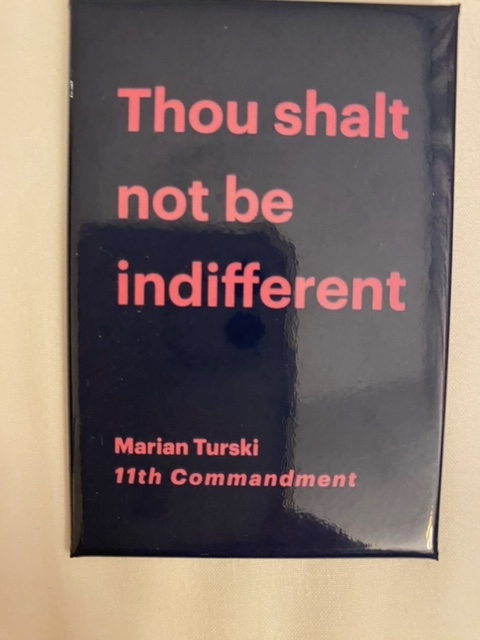 Thou shalt
not be
indifferent
Marian Turski
11th Commandment